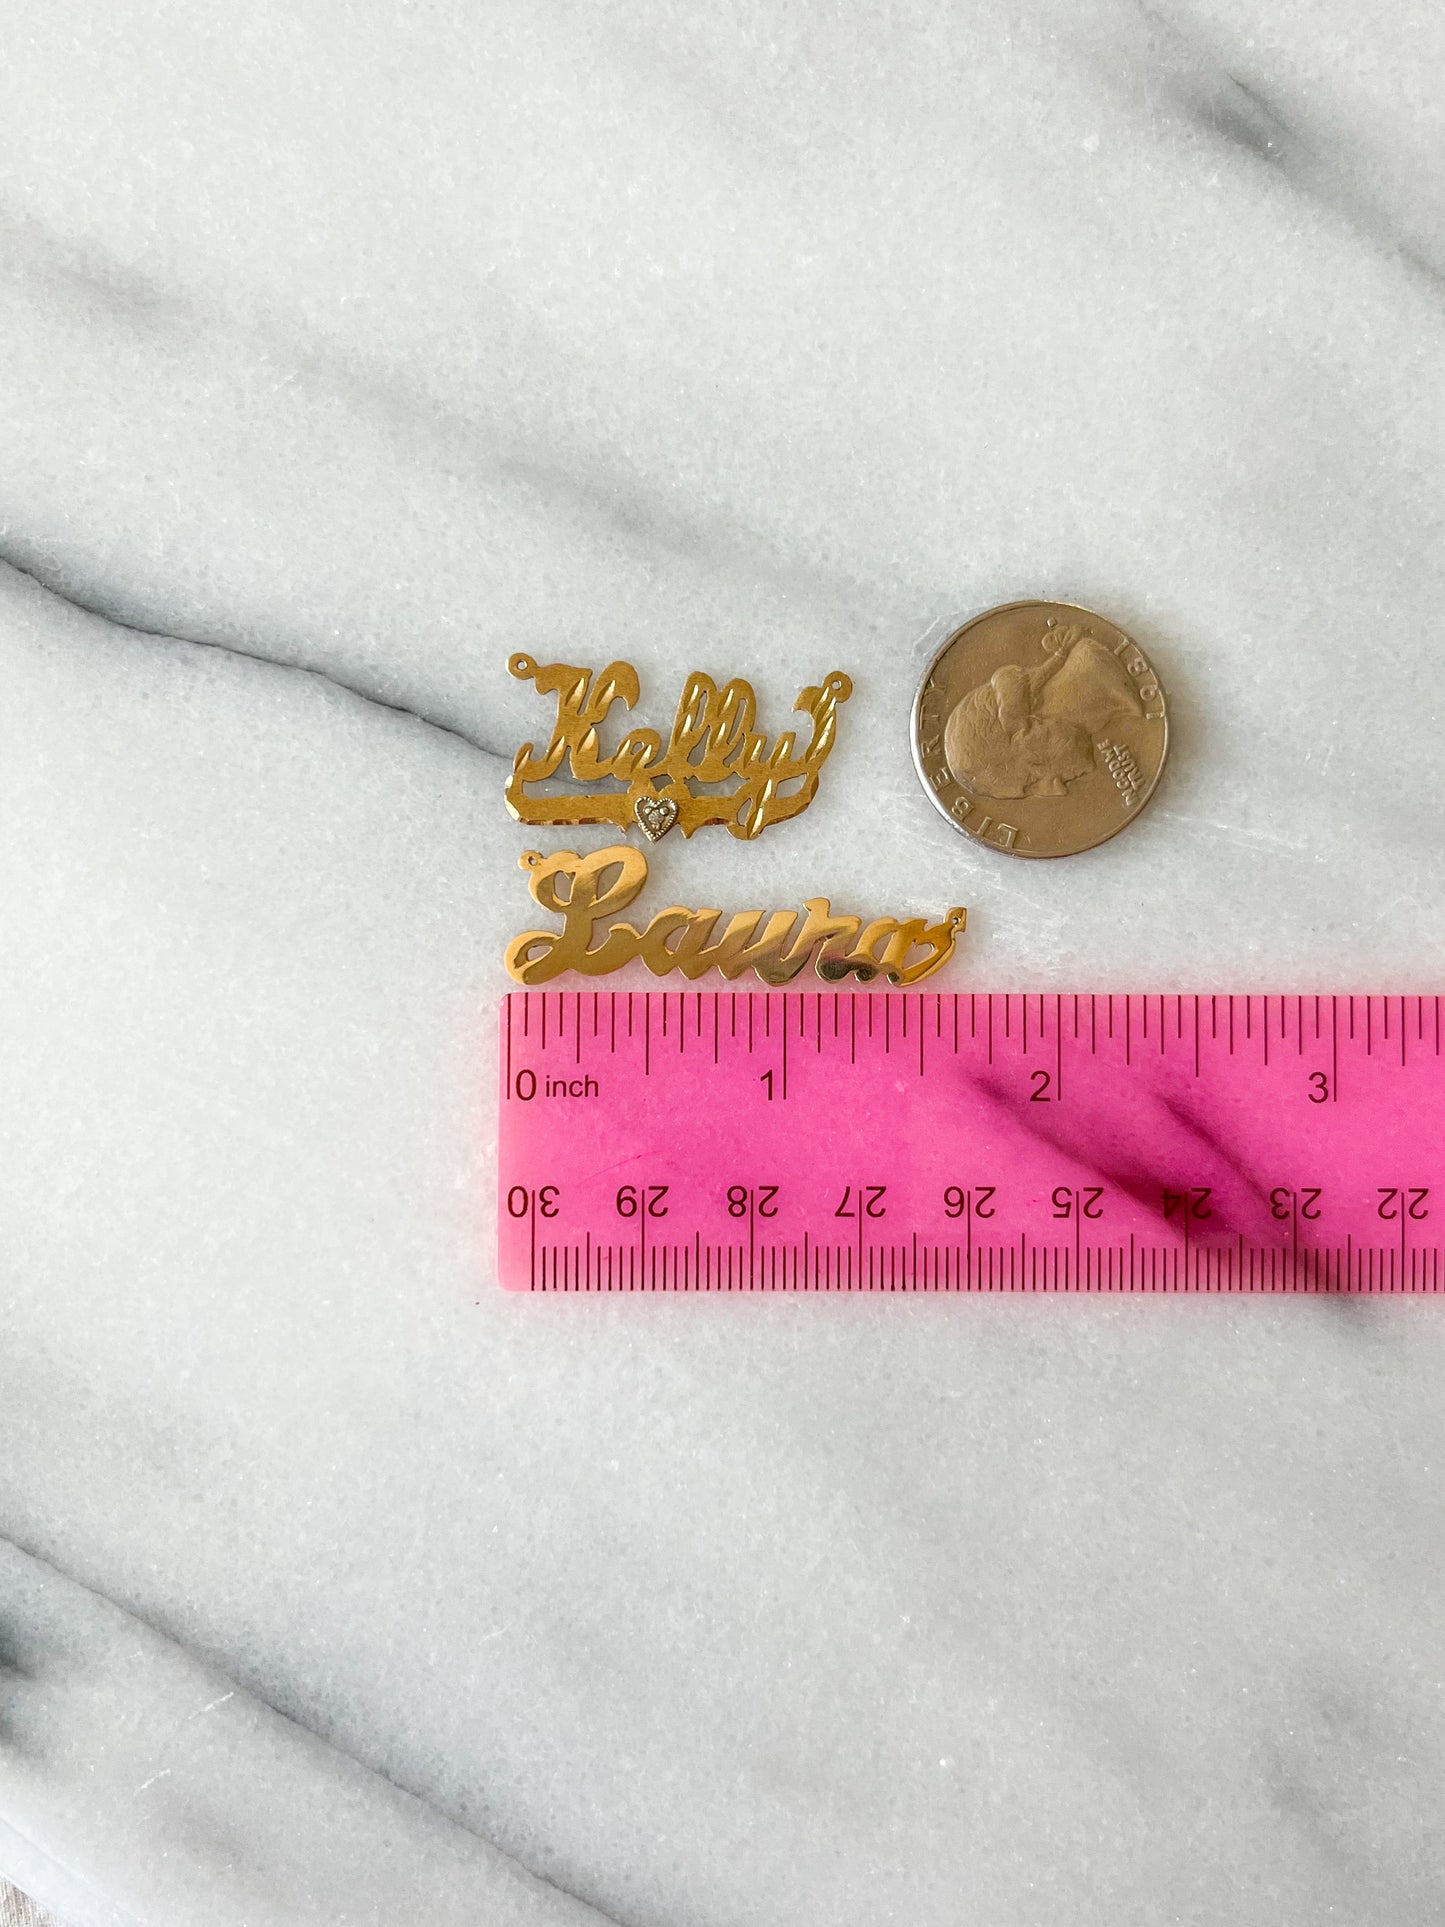 Kelly
LIBERTY
IN GOD WE TRUST
1981
Laura
0 inch 1 2 3
30 29 28 27 26 25 24 23 22